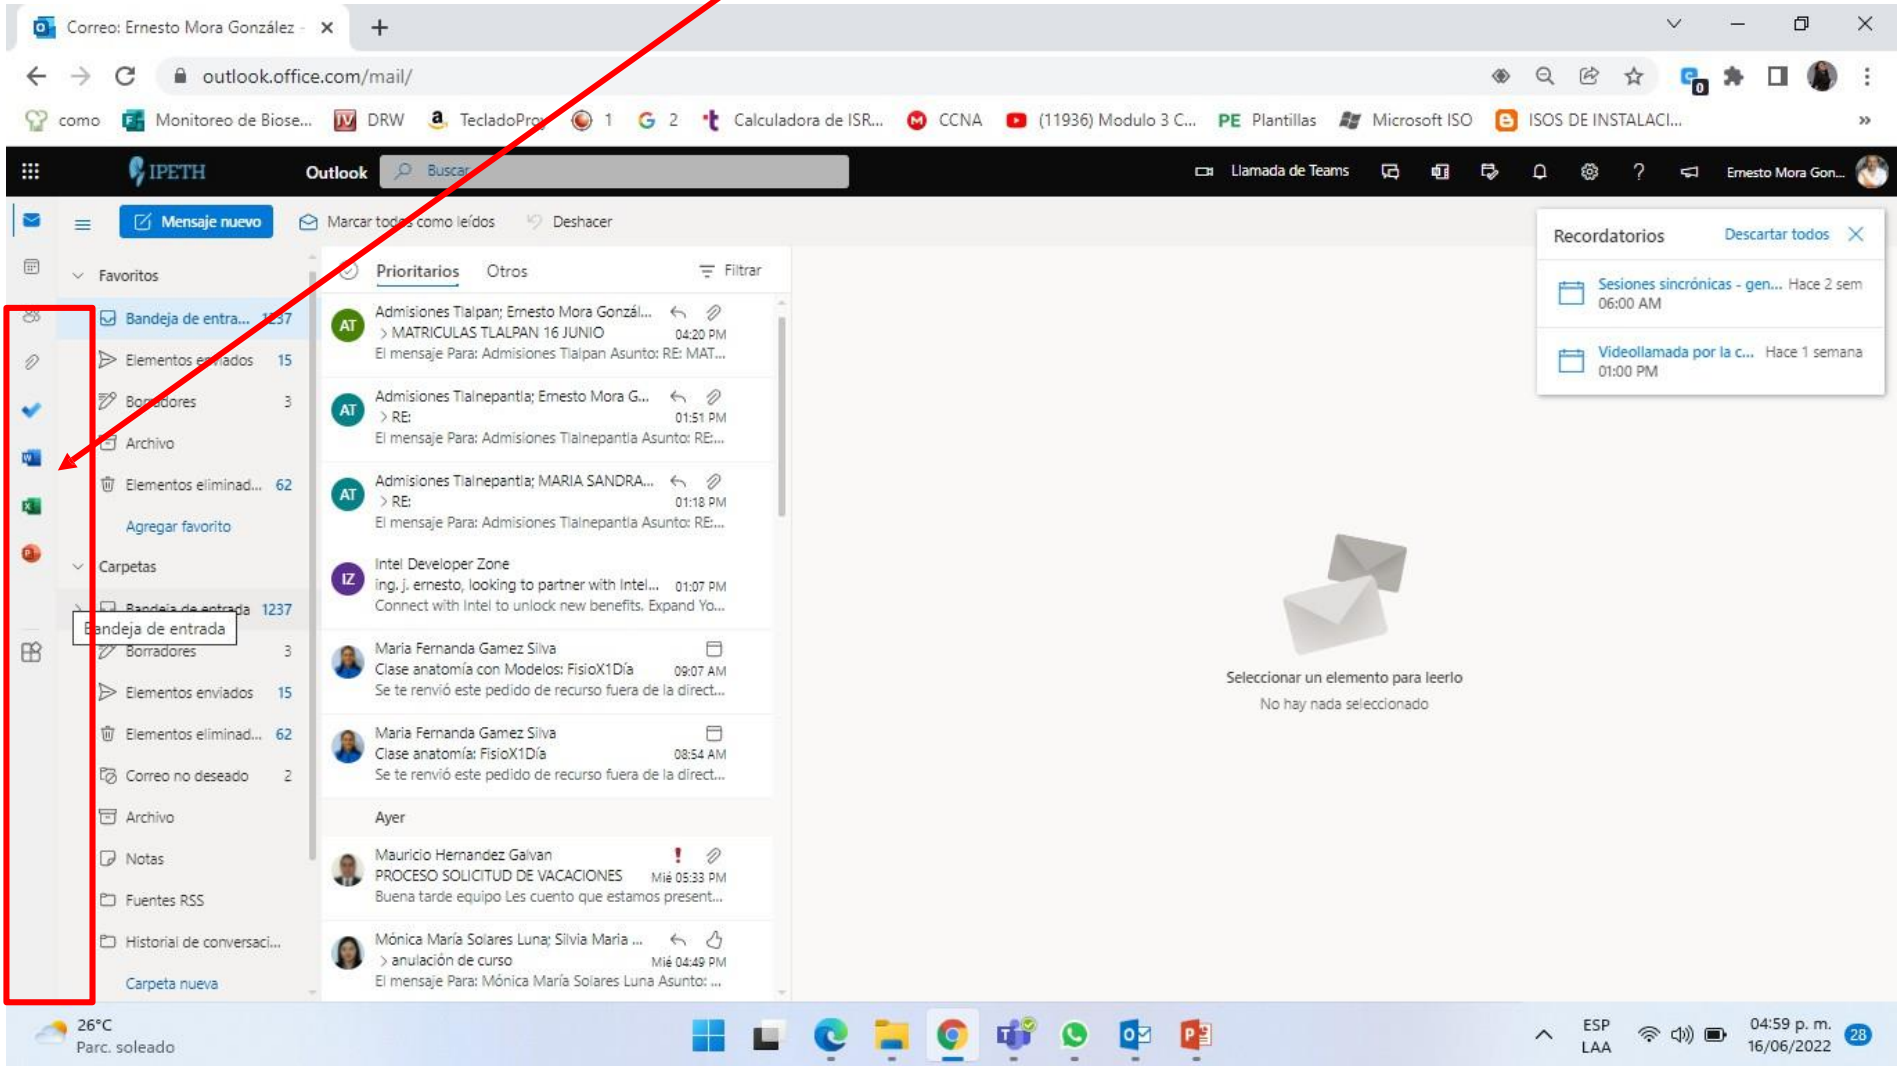 Correo: Ernesto Mora González -
outlook.office.com/mail/
como
Monitoreo de Biose...
DRW
TecladoProy
1
2
Calculadora de ISR...
CCNA
(11936) Modulo 3 C...
PE Plantillas
Microsoft ISO
ISOS DE INSTALACI...
IPETH
Outlook
Buscar
Llamada de Teams
Ernesto Mora Gon...
Mensaje nuevo
Marcar todos como leídos
Deshacer
Favoritos
Bandeja de entra... 1237
Elementos enviados 15
Borradores 3
Archivo
Elementos eliminad... 62
Agregar favorito
Carpetas
Bandeja de entrada 1237
Bandeja de entrada
Borradores 3
Elementos enviados 15
Elementos eliminad... 62
Correo no deseado 2
Archivo
Notas
Fuentes RSS
Historial de conversaci...
Carpeta nueva
Prioritarios Otros Filtrar
AT
Admisiones Tlalpan; Ernesto Mora Gonzál...
> MATRICULAS TLALPAN 16 JUNIO 04:20 PM
El mensaje Para: Admisiones Tlalpan Asunto: RE: MAT...
AT
Admisiones Tlalnepantla; Ernesto Mora G...
> RE: 01:51 PM
El mensaje Para: Admisiones Tlalnepantla Asunto: RE:...
AT
Admisiones Tlalnepantla; MARIA SANDRA...
> RE: 01:18 PM
El mensaje Para: Admisiones Tlalnepantla Asunto: RE:...
IZ
Intel Developer Zone
ing. j. ernesto, looking to partner with Intel... 01:07 PM
Connect with Intel to unlock new benefits. Expand Yo...
Maria Fernanda Gamez Silva
Clase anatomía con Modelos: FisioX1Día 09:07 AM
Se te renvió este pedido de recurso fuera de la direct...
Maria Fernanda Gamez Silva
Clase anatomía: FisioX1Día 08:54 AM
Se te renvió este pedido de recurso fuera de la direct...
Ayer
Mauricio Hernandez Galvan
PROCESO SOLICITUD DE VACACIONES Mié 05:33 PM
Buena tarde equipo Les cuento que estamos present...
Mónica María Solares Luna; Silvia Maria ...
> anulación de curso Mié 04:49 PM
El mensaje Para: Mónica María Solares Luna Asunto: ...
Seleccionar un elemento para leerlo
No hay nada seleccionado
Recordatorios Descartar todos
Sesiones sincrónicas - gen... Hace 2 sem
06:00 AM
Videollamada por la c... Hace 1 semana
01:00 PM
26°C
Parc. soleado
ESP
LAA
04:59 p. m.
16/06/2022
28